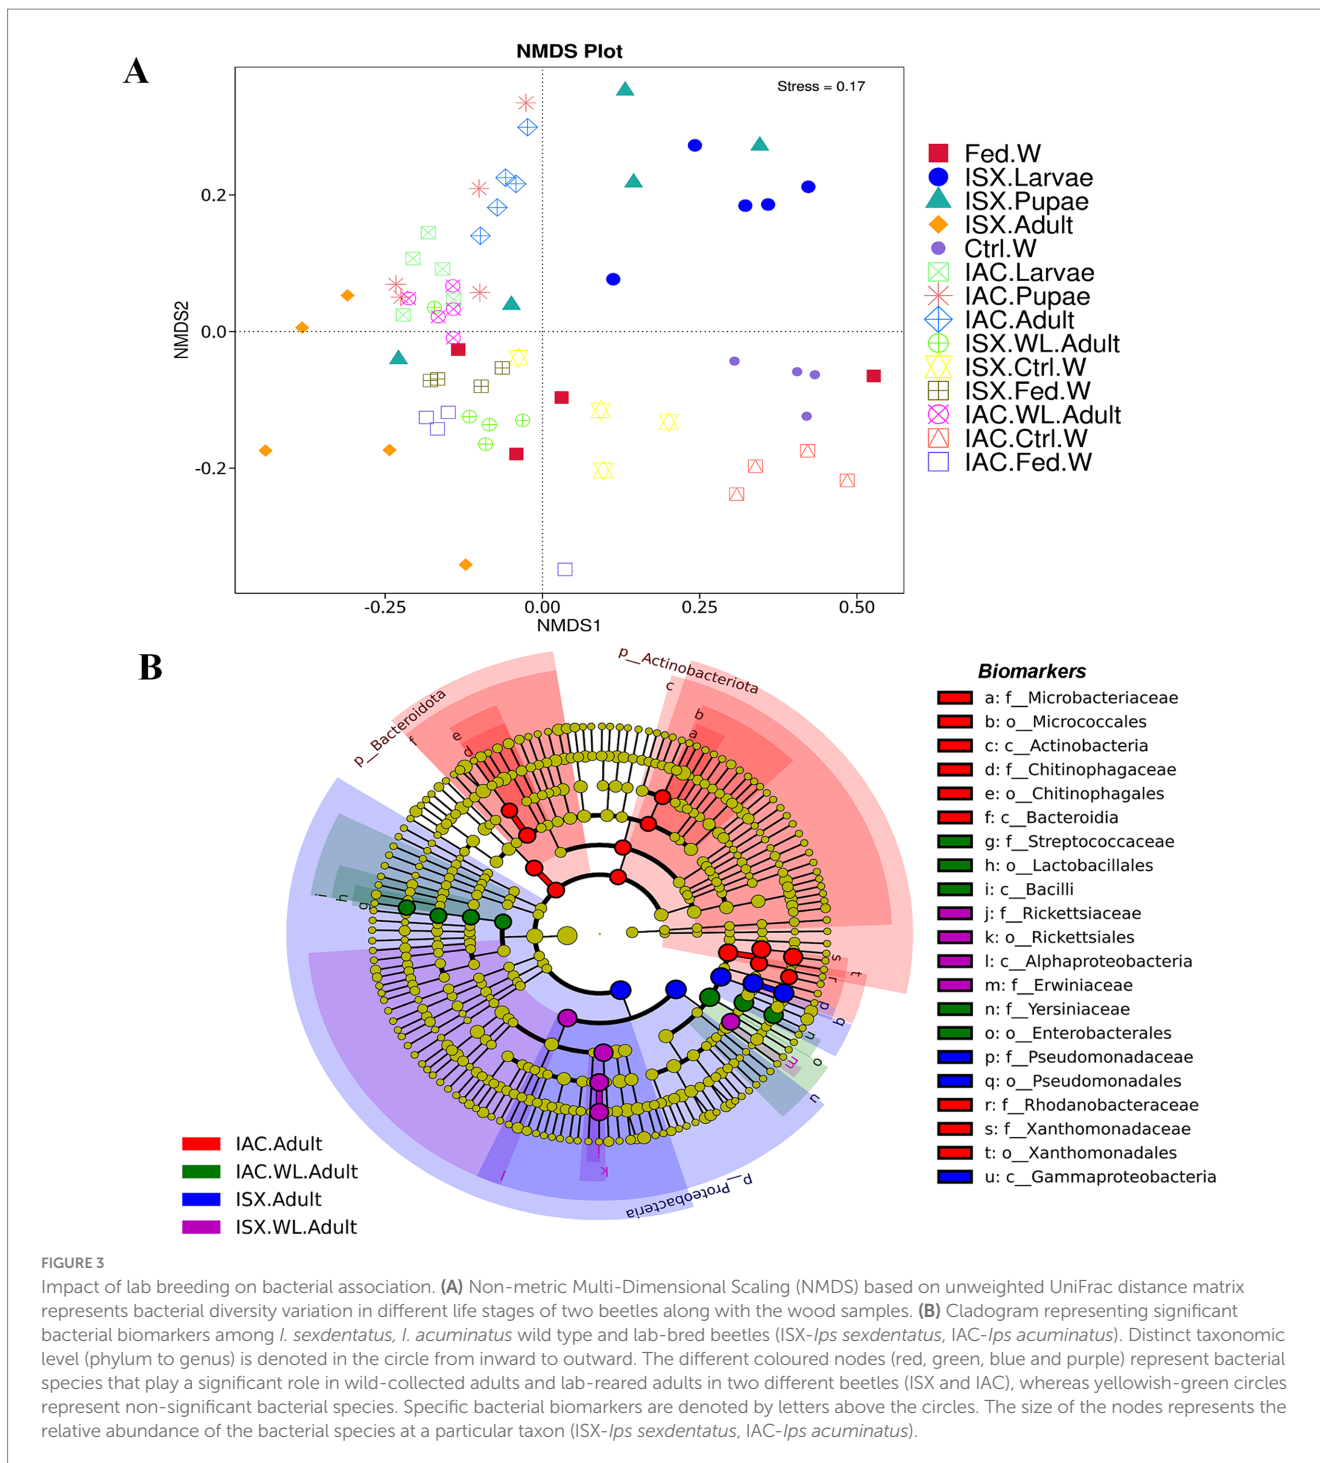 A
NMDS Plot
Stress = 0.17
NMDS2
0.2
0.0
-0.2
-0.25
0.00
0.25
0.50
NMDS1
Fed.W
ISX.Larvae
ISX.Pupae
ISX.Adult
Ctrl.W
IAC.Larvae
IAC.Pupae
IAC.Adult
ISX.WL.Adult
ISX.Ctrl.W
ISX.Fed.W
IAC.WL.Adult
IAC.Ctrl.W
IAC.Fed.W
B
p__Bacteroidota
p__Actinobacteriota
c
b
a
f
e
d
i
h
g
s
t
r
p
q
n
o
m
u
l
j
k
p__Proteobacteria
IAC.Adult
IAC.WL.Adult
ISX.Adult
ISX.WL.Adult
Biomarkers
a: f__Microbacteriaceae
b: o__Micrococcales
c: c__Actinobacteria
d: f__Chitinophagaceae
e: o__Chitinophagales
f: c__Bacteroidia
g: f__Streptococcaceae
h: o__Lactobacillales
i: c__Bacilli
j: f__Rickettsiaceae
k: o__Rickettsiales
l: c__Alphaproteobacteria
m: f__Erwiniaceae
n: f__Yersiniaceae
o: o__Enterobacterales
p: f__Pseudomonadaceae
q: o__Pseudomonadales
r: f__Rhodanobacteraceae
s: f__Xanthomonadaceae
t: o__Xanthomonadales
u: c__Gammaproteobacteria
FIGURE 3
Impact of lab breeding on bacterial association. (A) Non-metric Multi-Dimensional Scaling (NMDS) based on unweighted UniFrac distance matrix
represents bacterial diversity variation in different life stages of two beetles along with the wood samples. (B) Cladogram representing significant
bacterial biomarkers among I. sexdentatus, I. acuminatus wild type and lab-bred beetles (ISX-Ips sexdentatus, IAC-Ips acuminatus). Distinct taxonomic
level (phylum to genus) is denoted in the circle from inward to outward. The different coloured nodes (red, green, blue and purple) represent bacterial
species that play a significant role in wild-collected adults and lab-reared adults in two different beetles (ISX and IAC), whereas yellowish-green circles
represent non-significant bacterial species. Specific bacterial biomarkers are denoted by letters above the circles. The size of the nodes represents the
relative abundance of the bacterial species at a particular taxon (ISX-Ips sexdentatus, IAC-Ips acuminatus).